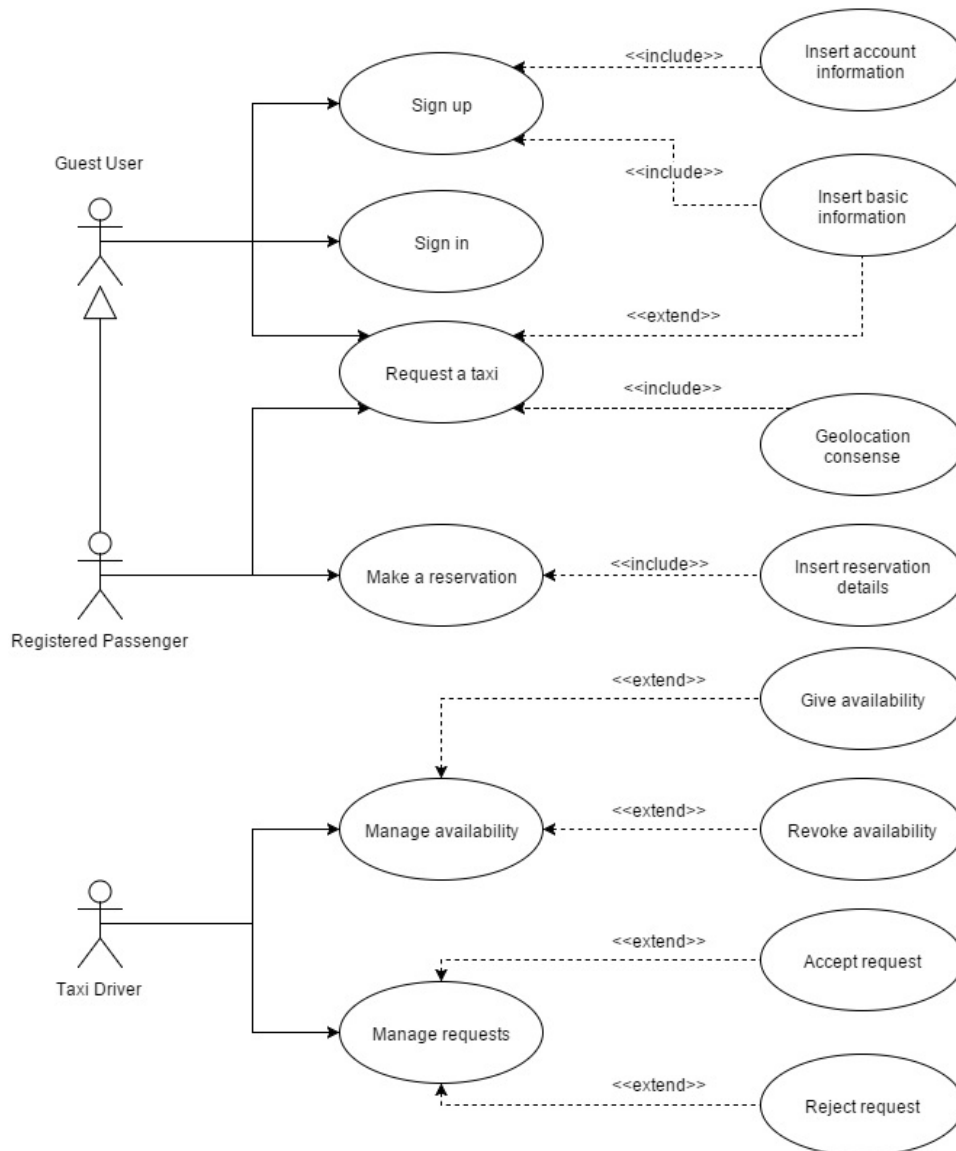 <<include>>
Insert account
information
Sign up
Guest User
<<include>>
Insert basic
information
Sign in
<<extend>>
Request a taxi
<<include>>
Geolocation
consense
Make a reservation
<<include>>
Insert reservation
details
Registered Passenger
<<extend>>
Give availability
Manage availability
<<extend>>
Revoke availability
<<extend>>
Accept request
Taxi Driver
Manage requests
<<extend>>
Reject request